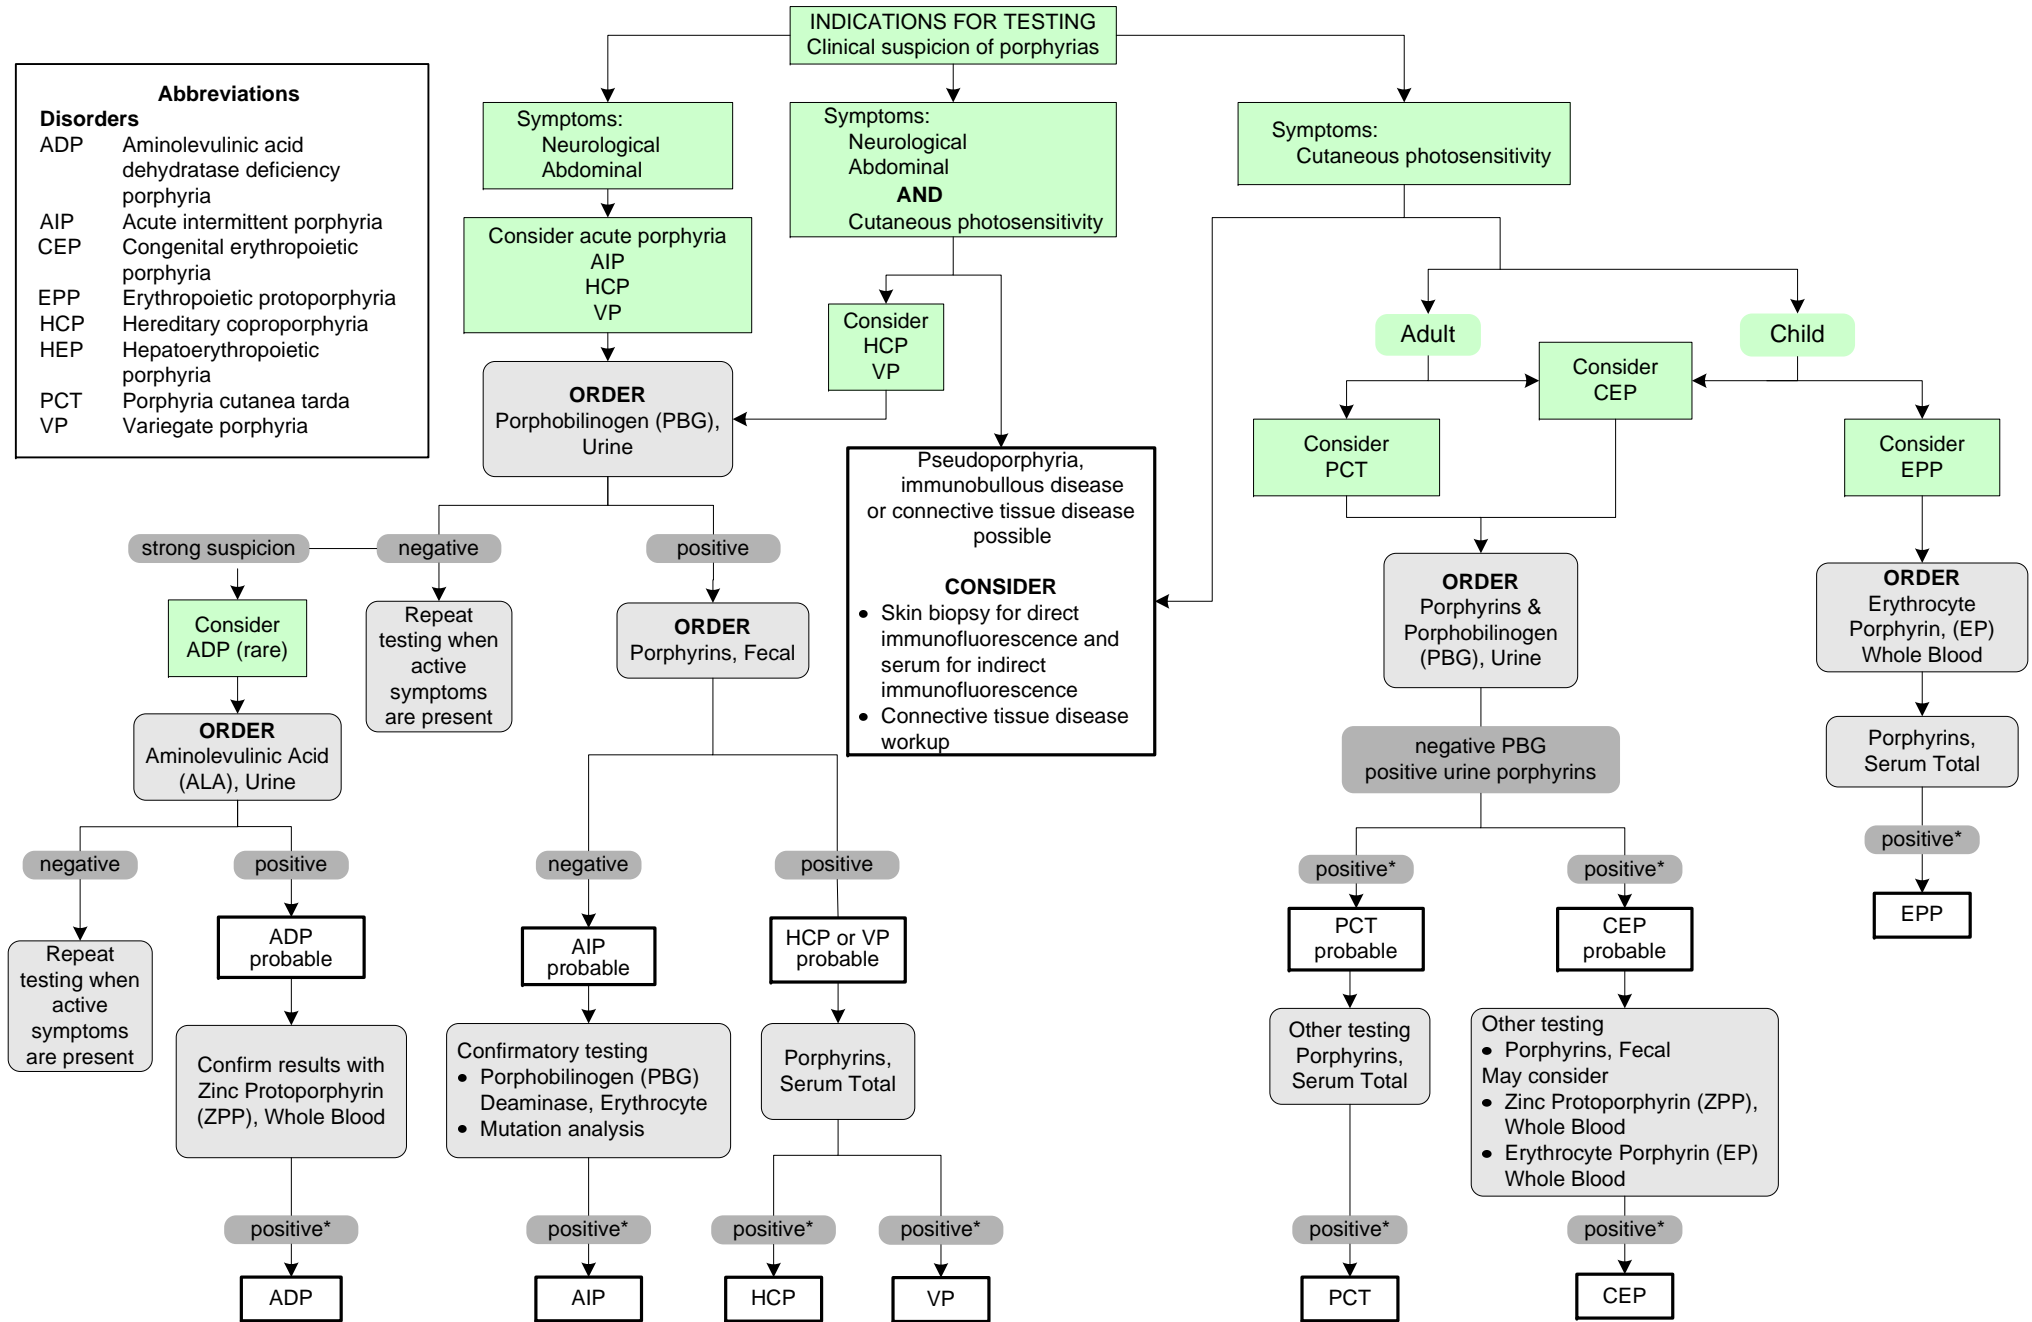 INDICATIONS FOR TESTING
Clinical suspicion of porphyrias
Abbreviations
Disorders
ADP Aminolevulinic acid
dehydratase deficiency
porphyria
AIP Acute intermittent porphyria
CEP Congenital erythropoietic
porphyria
EPP Erythropoietic protoporphyria
HCP Hereditary coproporphyria
HEP Hepatoerythropoietic
porphyria
PCT Porphyria cutanea tarda
VP Variegate porphyria
Symptoms:
Neurological
Abdominal
Symptoms:
Neurological
Abdominal
AND
Cutaneous photosensitivity
Symptoms:
Cutaneous photosensitivity
Consider acute porphyria
AIP
HCP
VP
Consider
HCP
VP
Adult
Child
Consider
CEP
Consider
PCT
Consider
EPP
ORDER
Porphobilinogen (PBG),
Urine
Pseudoporphyria,
immunobullous disease
or connective tissue disease
possible
CONSIDER
• Skin biopsy for direct
immunofluorescence and
serum for indirect
immunofluorescence
• Connective tissue disease
workup
strong suspicion
negative
positive
Consider
ADP (rare)
Repeat
testing when
active
symptoms
are present
ORDER
Porphyrins, Fecal
ORDER
Porphyrins &
Porphobilinogen
(PBG), Urine
ORDER
Erythrocyte
Porphyrin, (EP)
Whole Blood
ORDER
Aminolevulinic Acid
(ALA), Urine
negative PBG
positive urine porphyrins
Porphyrins,
Serum Total
negative
positive
negative
positive
positive*
positive*
positive*
Repeat
testing when
active
symptoms
are present
ADP
probable
AIP
probable
HCP or VP
probable
PCT
probable
CEP
probable
EPP
Confirm results with
Zinc Protoporphyrin
(ZPP), Whole Blood
Confirmatory testing
• Porphobilinogen (PBG)
Deaminase, Erythrocyte
• Mutation analysis
Porphyrins,
Serum Total
Other testing
Porphyrins,
Serum Total
Other testing
• Porphyrins, Fecal
May consider
• Zinc Protoporphyrin (ZPP),
Whole Blood
• Erythrocyte Porphyrin (EP)
Whole Blood
positive*
positive*
positive*
positive*
positive*
positive*
ADP
AIP
HCP
VP
PCT
CEP